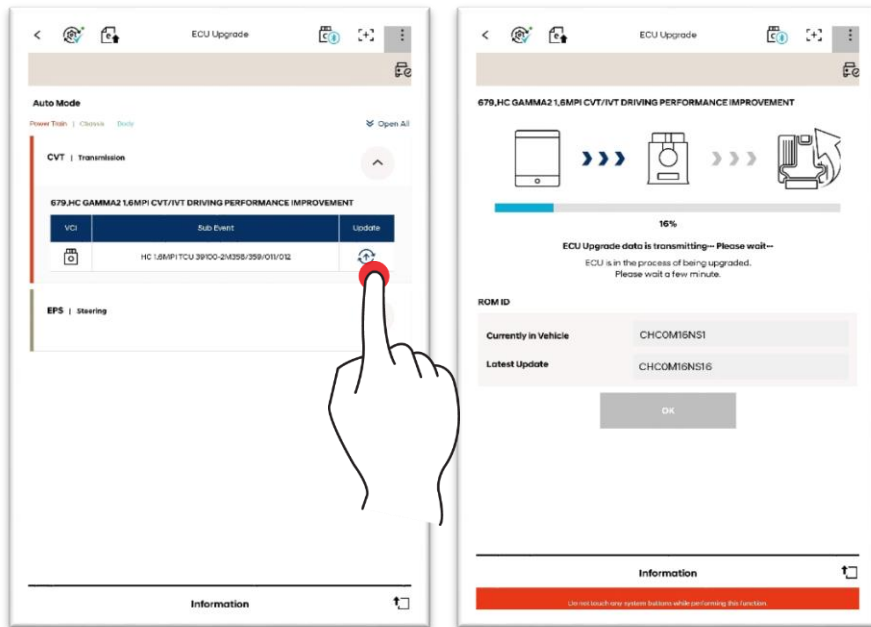 ECU Upgrade
Auto Mode
Power Train | Chassis Body
Open All
CVT | Transmission
679,HC GAMMA2 1,6MPI CVT/IVT DRIVING PERFORMANCE IMPROVEMENT
VCI Sub Event Update
HC 1,6MPI TCU 39100-2M358/359/011/012
EPS | Steering
Information
ECU Upgrade
679,HC GAMMA2 1,6MPI CVT/IVT DRIVING PERFORMANCE IMPROVEMENT
16%
ECU Upgrade data is transmitting-- Please wait--
ECU is in the process of being upgraded.
Please wait a few minute.
ROM ID
Currently in Vehicle CHC0M16NS1
Latest Update CHC0M16NS16
OK
Information
Do not touch any system buttons while performing this function.